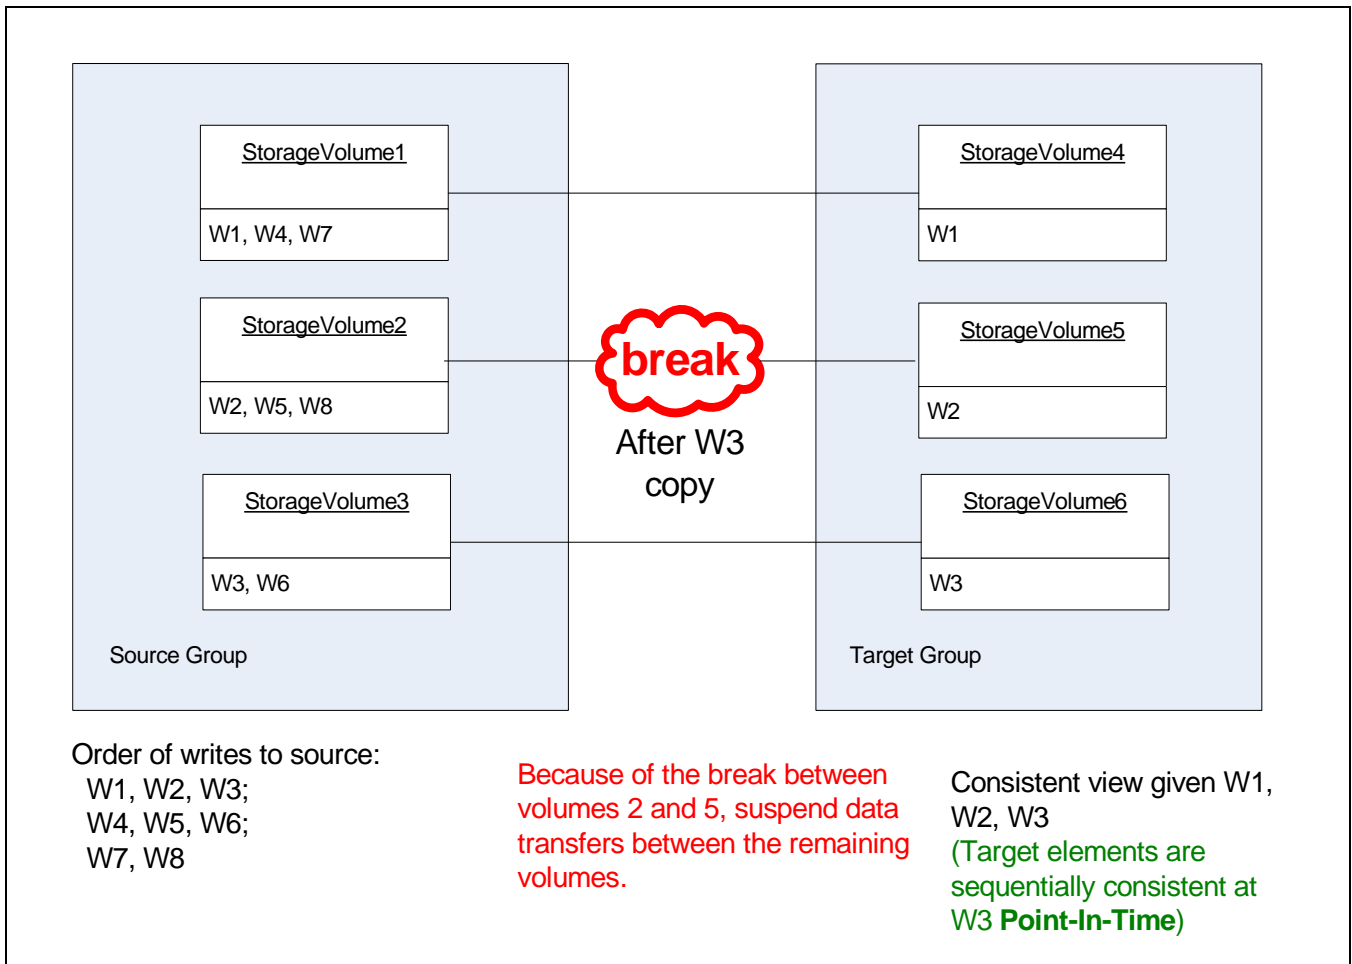 StorageVolume1
W1, W4, W7
StorageVolume2
W2, W5, W8
StorageVolume3
W3, W6
Source Group
break
After W3
copy
StorageVolume4
W1
StorageVolume5
W2
StorageVolume6
W3
Target Group
Order of writes to source:
W1, W2, W3;
W4, W5, W6;
W7, W8
Because of the break between
volumes 2 and 5, suspend data
transfers between the remaining
volumes.
Consistent view given W1,
W2, W3
(Target elements are
sequentially consistent at
W3 Point-In-Time)